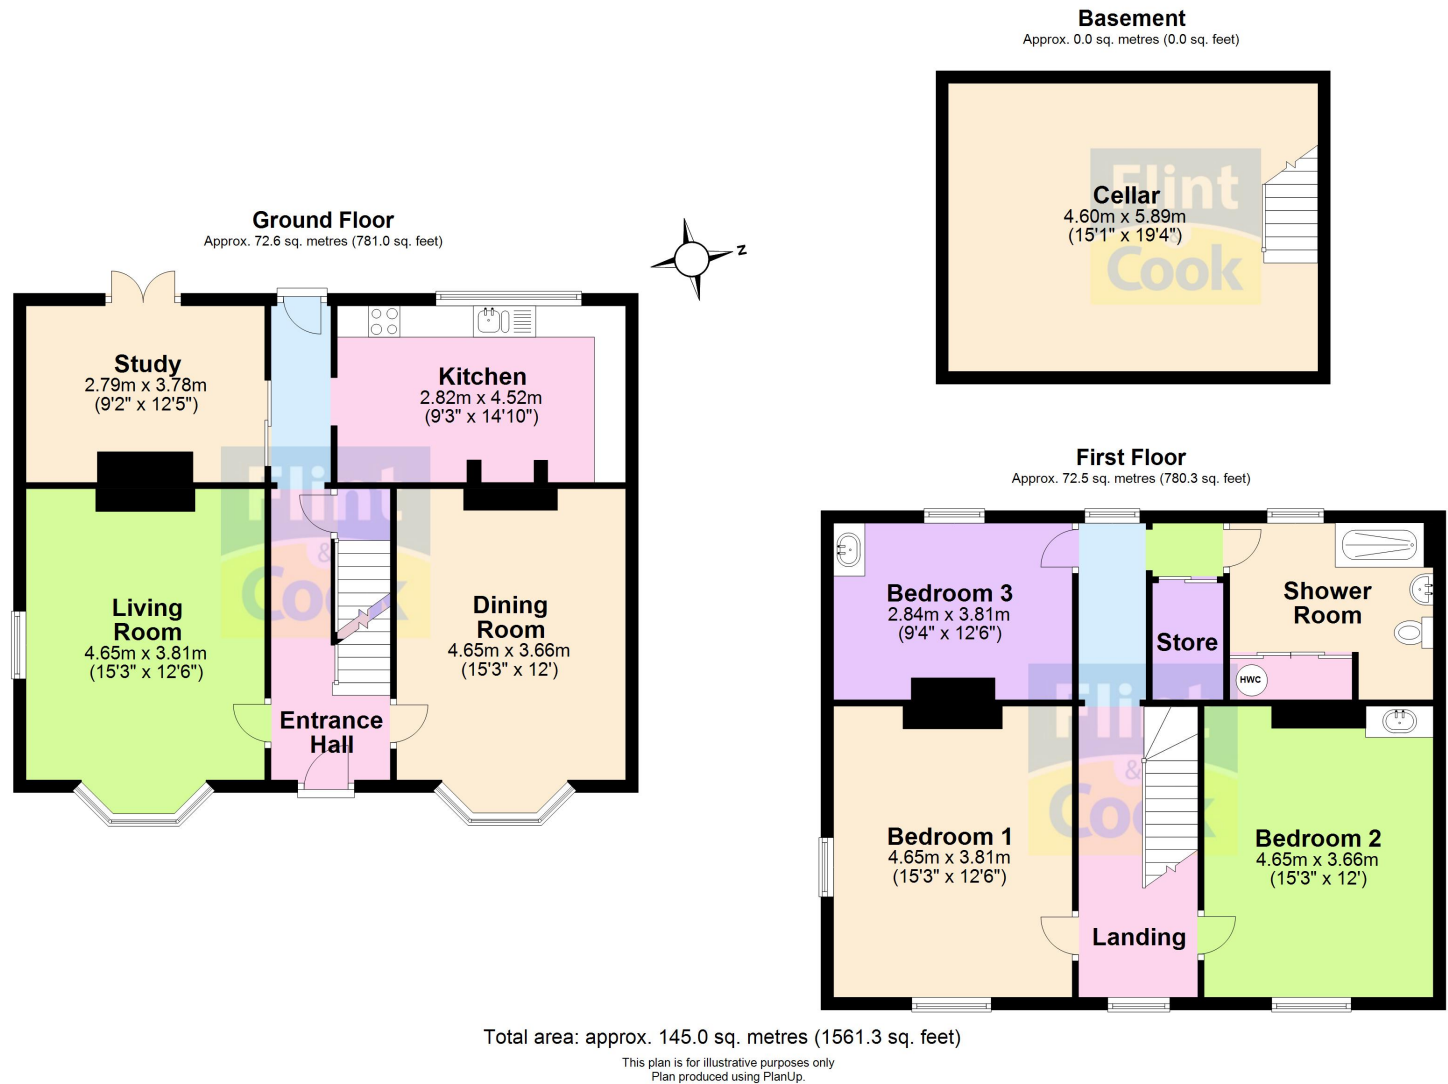 Basement
Approx. 0.0 sq. metres (0.0 sq. feet)
Flint
Cellar
4.60m x 5.89m
(15'1" x 19'4")
Cook
Ground Floor
Approx. 72.6 sq. metres (781.0 sq. feet)
Z
Study
2.79m x 3.78m
(9'2" x 12'5")
Kitchen
2.82m x 4.52m
(9'3" x 14'10")
Flint
&
Cook
Living
Room
4.65m x 3.81m
(15'3" x 12'6")
Dining
Room
4.65m x 3.66m
(15'3" x 12')
Entrance
Hall
First Floor
Approx. 72.5 sq. metres (780.3 sq. feet)
Bedroom 3
2.84m x 3.81m
(9'4" x 12'6")
Store
Shower
Room
HWC
Flint
&
Cook
Bedroom 1
4.65m x 3.81m
(15'3" x 12'6")
Bedroom 2
4.65m x 3.66m
(15'3" x 12')
Landing
Total area: approx. 145.0 sq. metres (1561.3 sq. feet)
This plan is for illustrative purposes only
Plan produced using PlanUp.